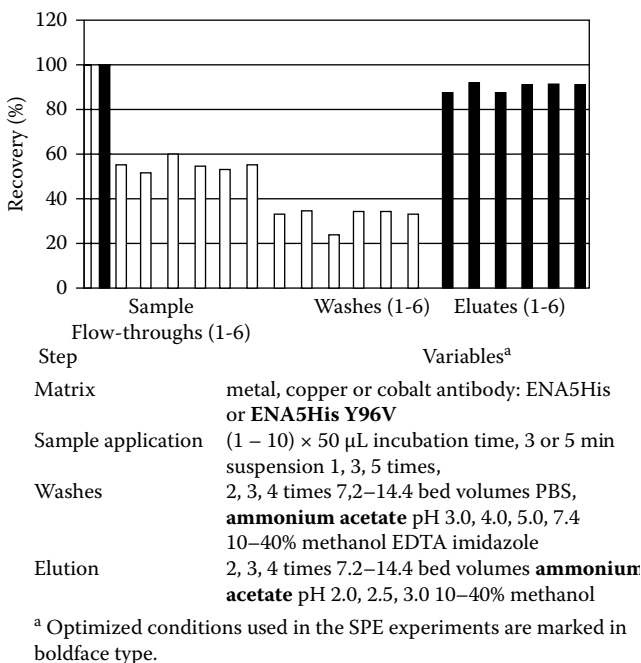 120
100
80
60
40
20
0
Recovery (%)
Sample
Flow-throughs (1-6)
Washes (1-6)
Eluates (1-6)
Step Variablesa
Matrix metal, copper or cobalt antibody: ENA5His
or ENA5His Y96V
Sample application (1 – 10) × 50 μL incubation time, 3 or 5 min
suspension 1, 3, 5 times,
Washes 2, 3, 4 times 7,2–14.4 bed volumes PBS,
ammonium acetate pH 3.0, 4.0, 5.0, 7.4
10–40% methanol EDTA imidazole
Elution 2, 3, 4 times 7.2–14.4 bed volumes ammonium
acetate pH 2.0, 2.5, 3.0 10–40% methanol
a Optimized conditions used in the SPE experiments are marked in
boldface type.